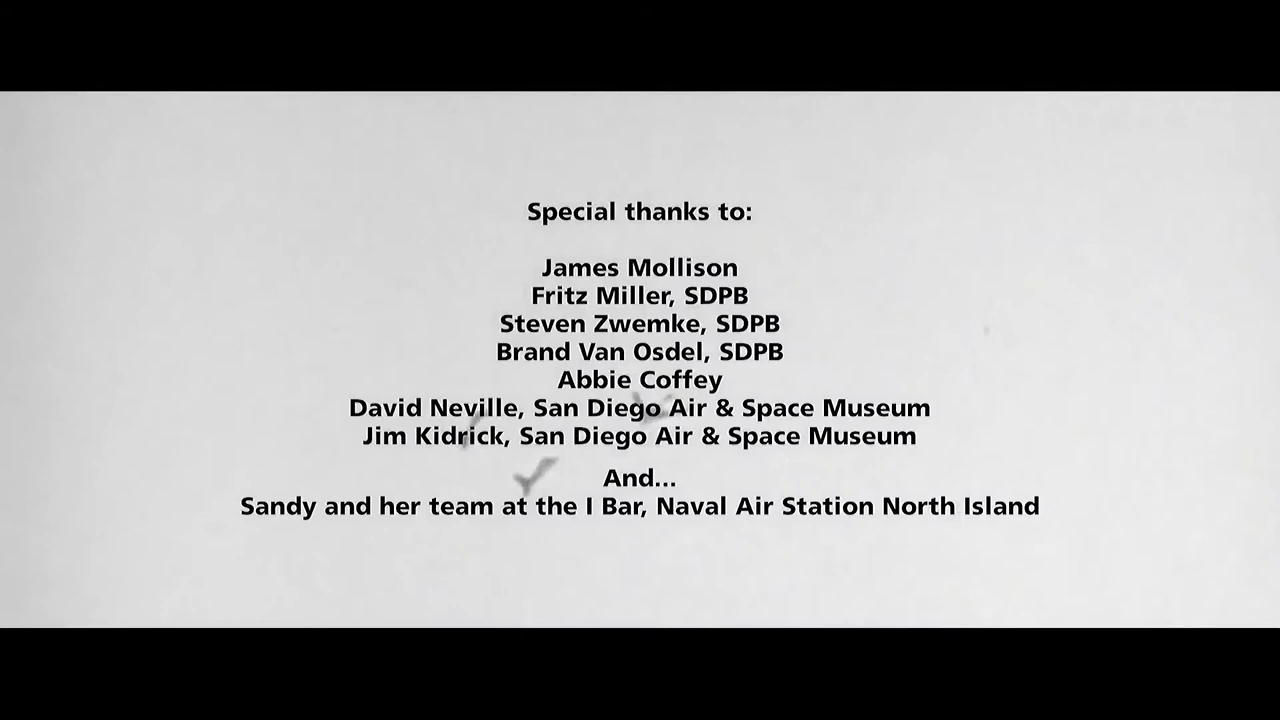 Special thanks to:
James Mollison
Fritz Miller, SDPB
Steven Zwemke, SDPB
Brand Van Osdel, SDPB
Abbie Coffey
David Neville, San Diego Air & Space Museum
Jim Kidrick, San Diego Air & Space Museum
And...
Sandy and her team at the I Bar, Naval Air Station North Island